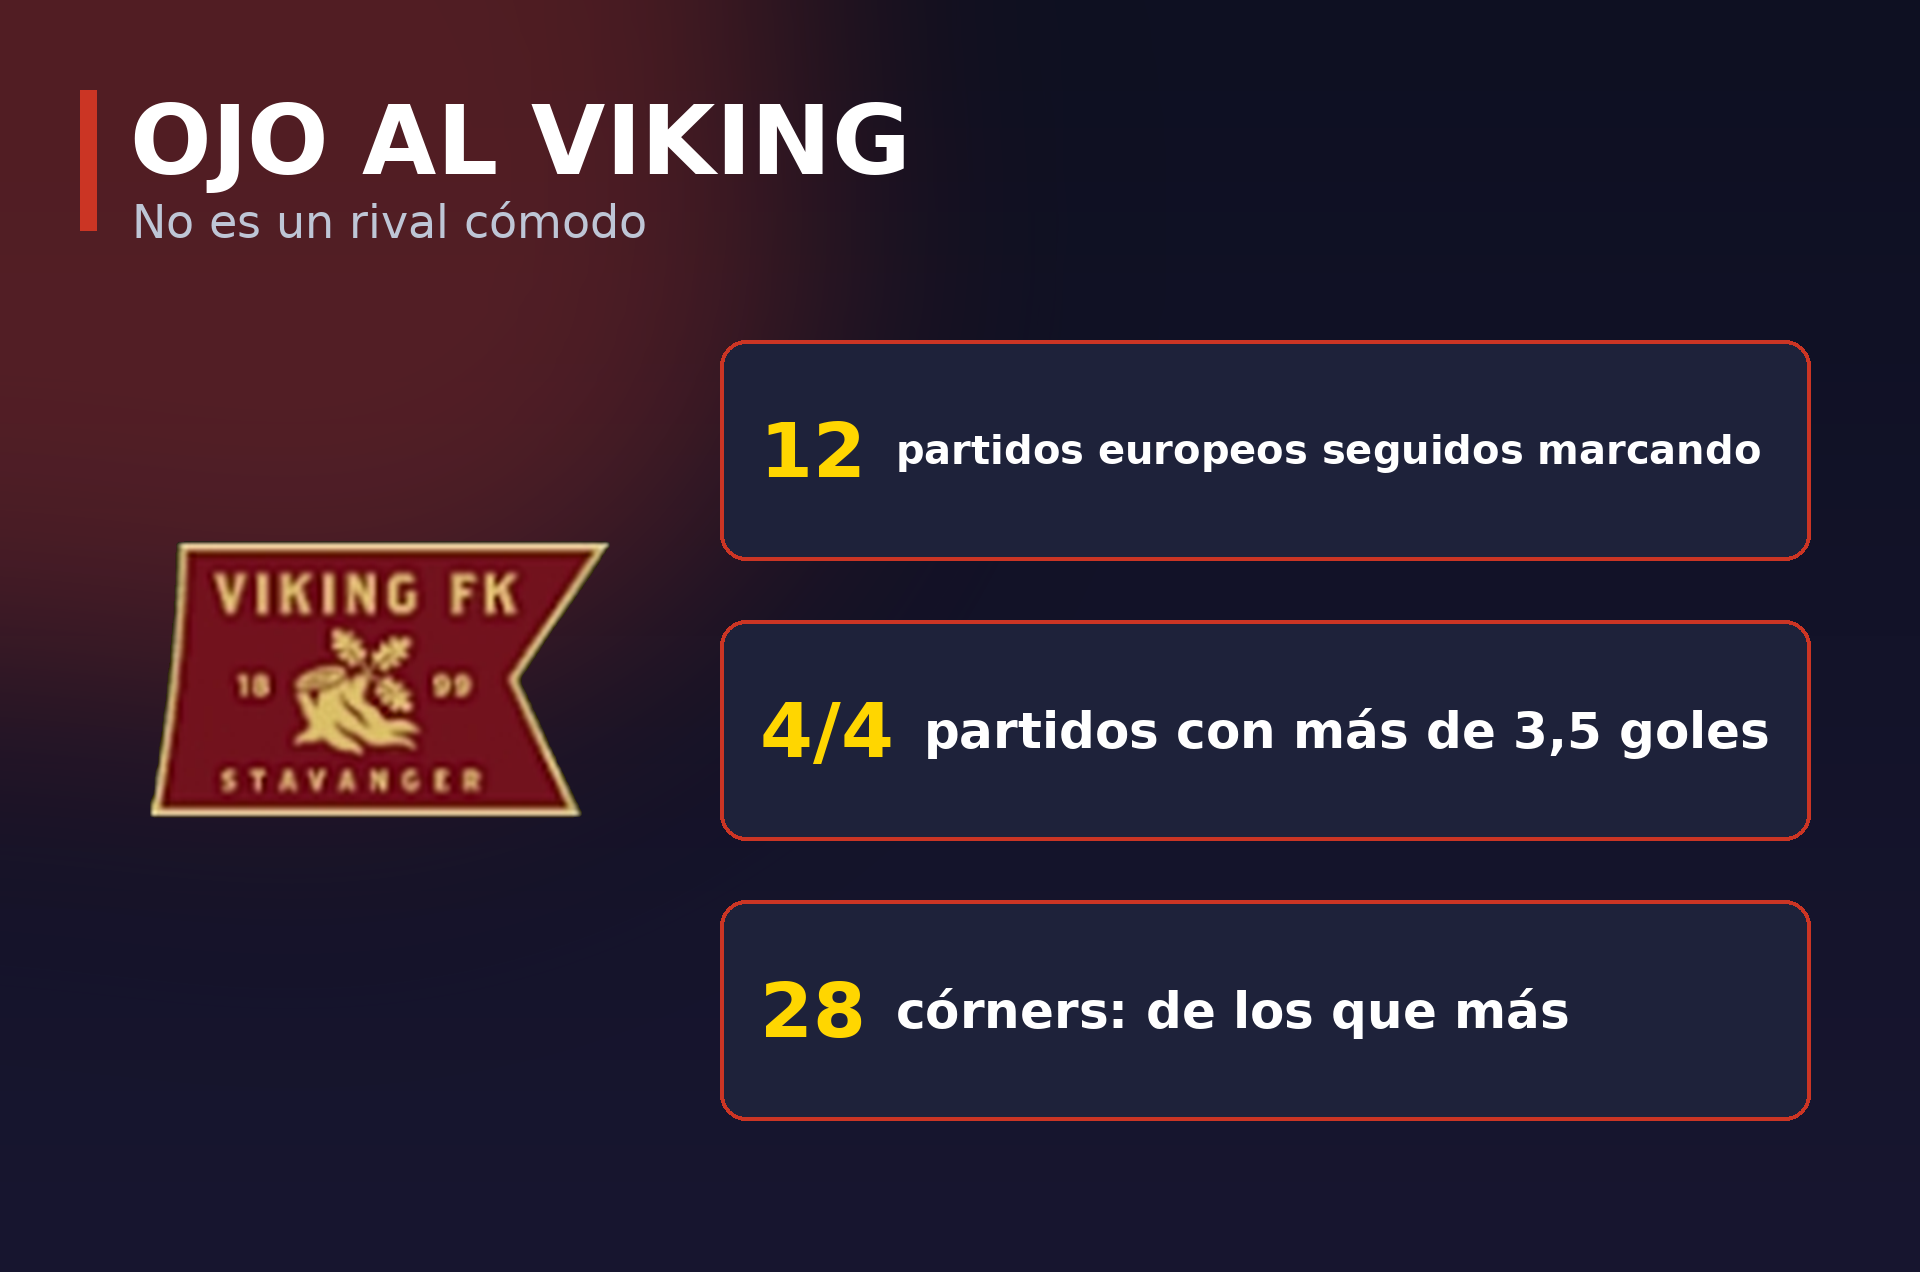 OJO AL VIKING
No es un rival cómodo
12 partidos europeos seguidos marcando
VIKING FK
18 99
STAVANGER
4/4 partidos con más de 3,5 goles
28 córners: de los que más